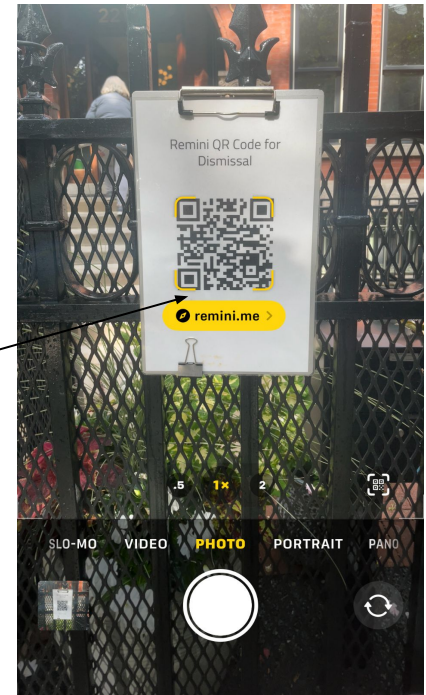 Remini QR Code for
Dismissal
remini.me
.5 1× 2
SLO-MO VIDEO PHOTO PORTRAIT PANO